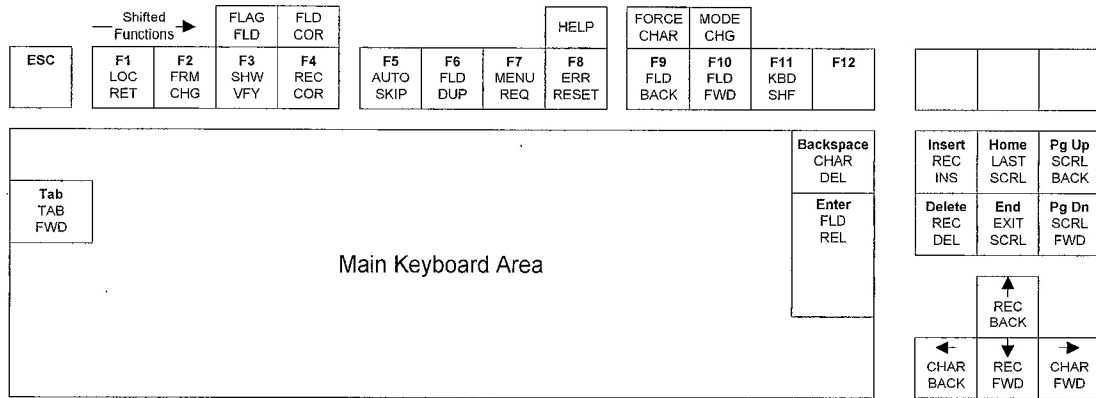 Shifted
Functions
FLAG
FLD
FLD
COR
HELP
FORCE
CHAR
MODE
CHG
ESC
F1
LOC
RET
F2
FRM
CHG
F3
SHW
VFY
F4
REC
COR
F5
AUTO
SKIP
F6
FLD
DUP
F7
MENU
REQ
F8
ERR
RESET
F9
FLD
BACK
F10
FLD
FWD
F11
KBD
SHF
F12
Tab
TAB
FWD
Main Keyboard Area
Backspace
CHAR
DEL
Enter
FLD
REL
Insert
REC
INS
Home
LAST
SCRL
Pg Up
SCRL
BACK
Delete
REC
DEL
End
EXIT
SCRL
Pg Dn
SCRL
FWD
REC
BACK
CHAR
BACK
REC
FWD
CHAR
FWD